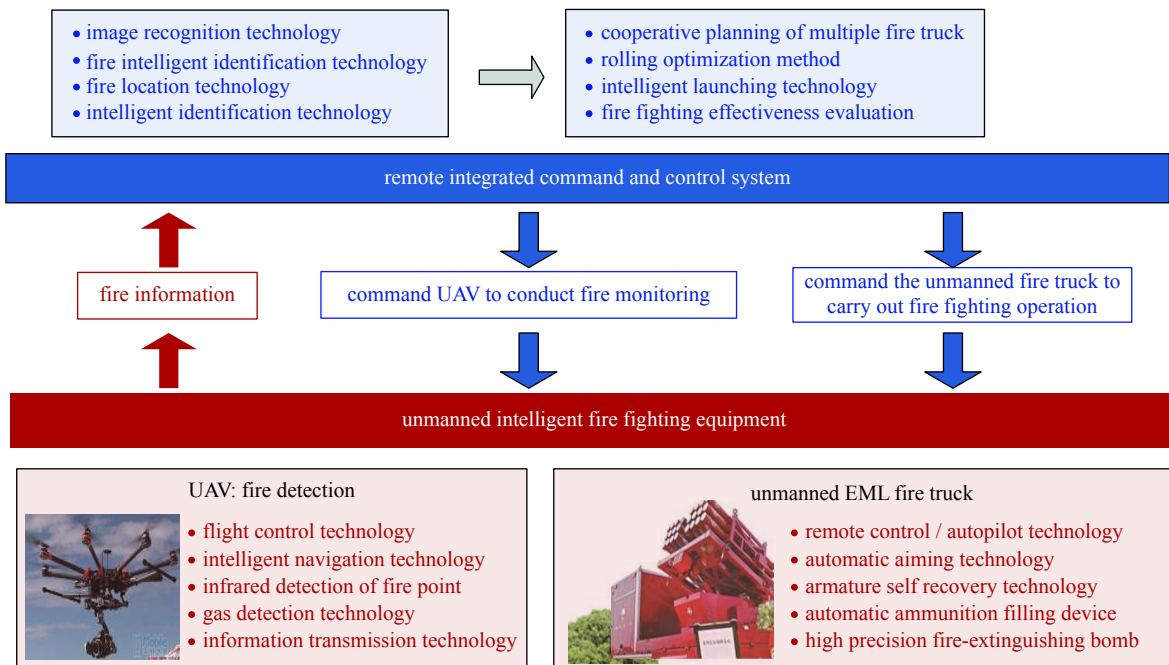 • image recognition technology
• fire intelligent identification technology
• fire location technology
• intelligent identification technology
• cooperative planning of multiple fire truck
• rolling optimization method
• intelligent launching technology
• fire fighting effectiveness evaluation
remote integrated command and control system
fire information
command UAV to conduct fire monitoring
command the unmanned fire truck to
carry out fire fighting operation
unmanned intelligent fire fighting equipment
UAV: fire detection
• flight control technology
• intelligent navigation technology
• infrared detection of fire point
• gas detection technology
• information transmission technology
unmanned EML fire truck
• remote control / autopilot technology
• automatic aiming technology
• armature self recovery technology
• automatic ammunition filling device
• high precision fire-extinguishing bomb